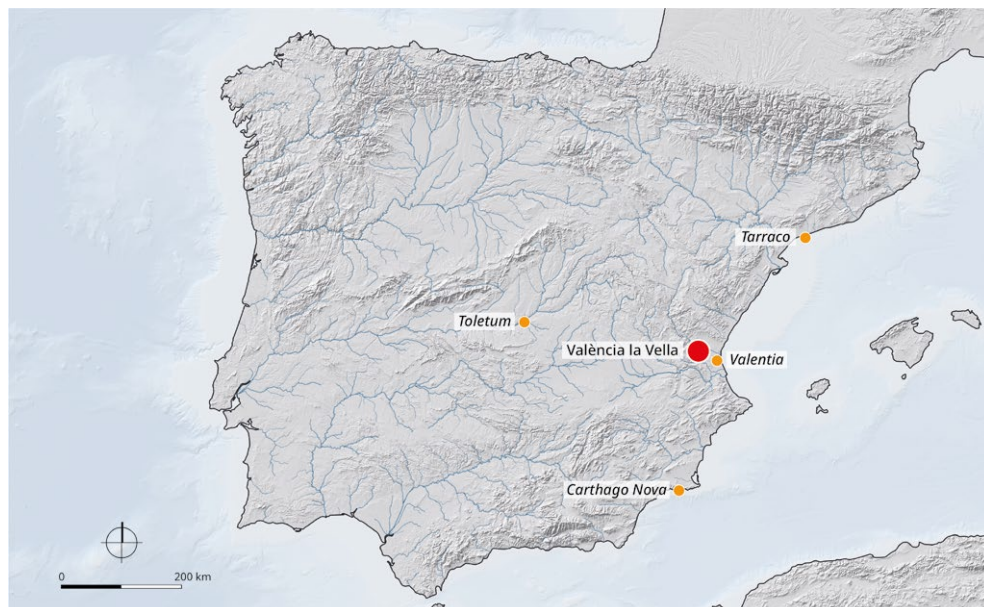 Tarraco
Toletum
València la Vella
Valentia
Carthago Nova
0 200 km